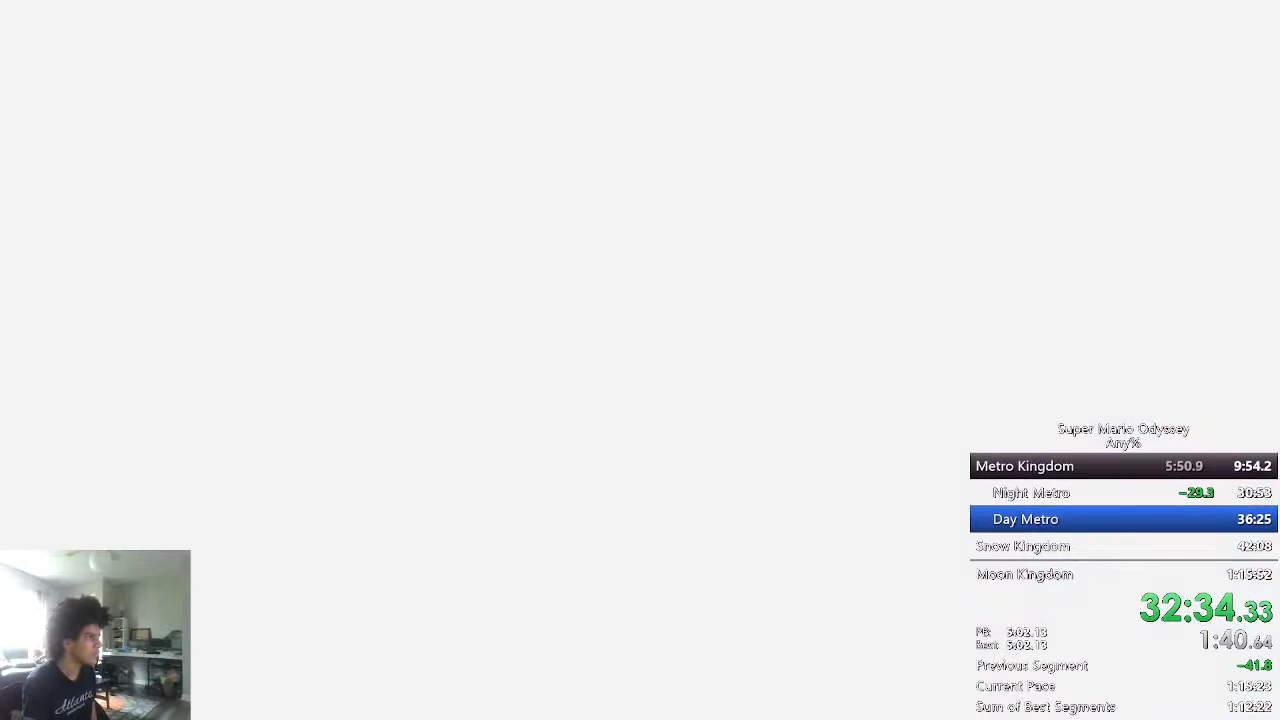 Super Mario Odyssey
Any%
Metro Kingdom 5:50.9 9:54.2
Night Metro −29.3 30:53
Day Metro 36:25
Snow Kingdom 42:08
Moon Kingdom 1:15:52
32:34.33
PB: 5:02.13
Best: 5:02.13
1:40.64
Previous Segment −41.8
Current Pace 1:15:23
Sum of Best Segments 1:12:22
Atlanta